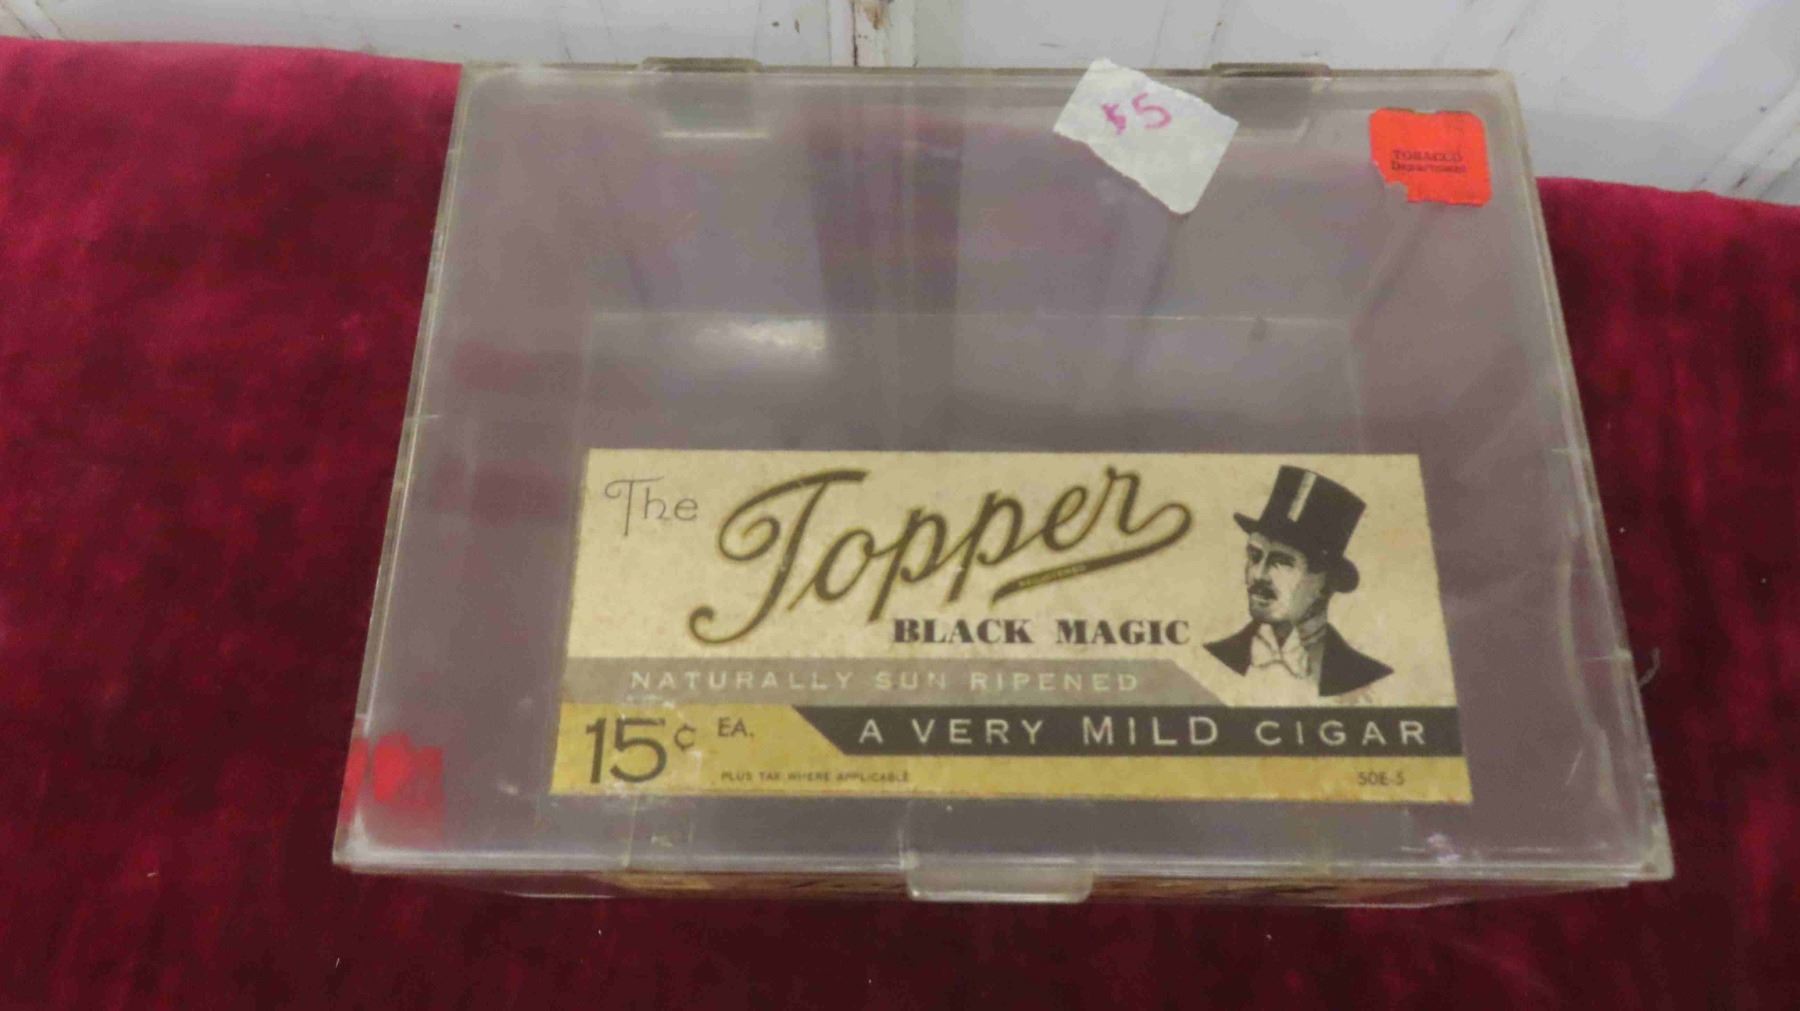 $5
TOBACCO
Department
The Topper
REGISTERED
BLACK MAGIC
NATURALLY SUN RIPENED
15¢ EA.
A VERY MILD CIGAR
PLUS TAX WHERE APPLICABLE
50E-5